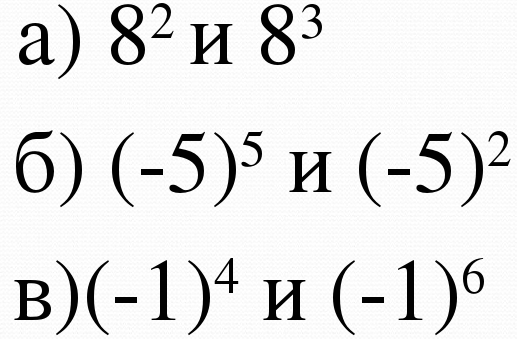 а) 8² и 8³
б) (-5)⁵ и (-5)²
в)(-1)⁴ и (-1)⁶